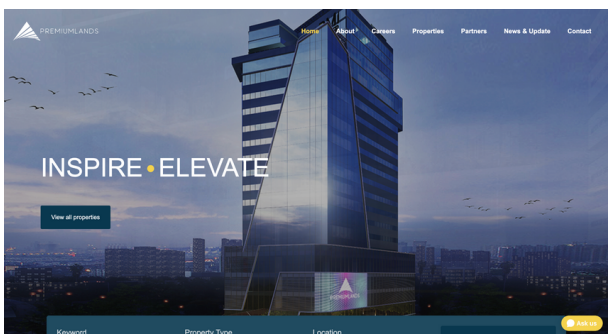 PREMIUMLANDS
Home About Careers Properties Partners News & Update Contact
INSPIRE • ELEVATE
View all properties
PREMIUMLANDS
Keyword Property Type Location
Ask us